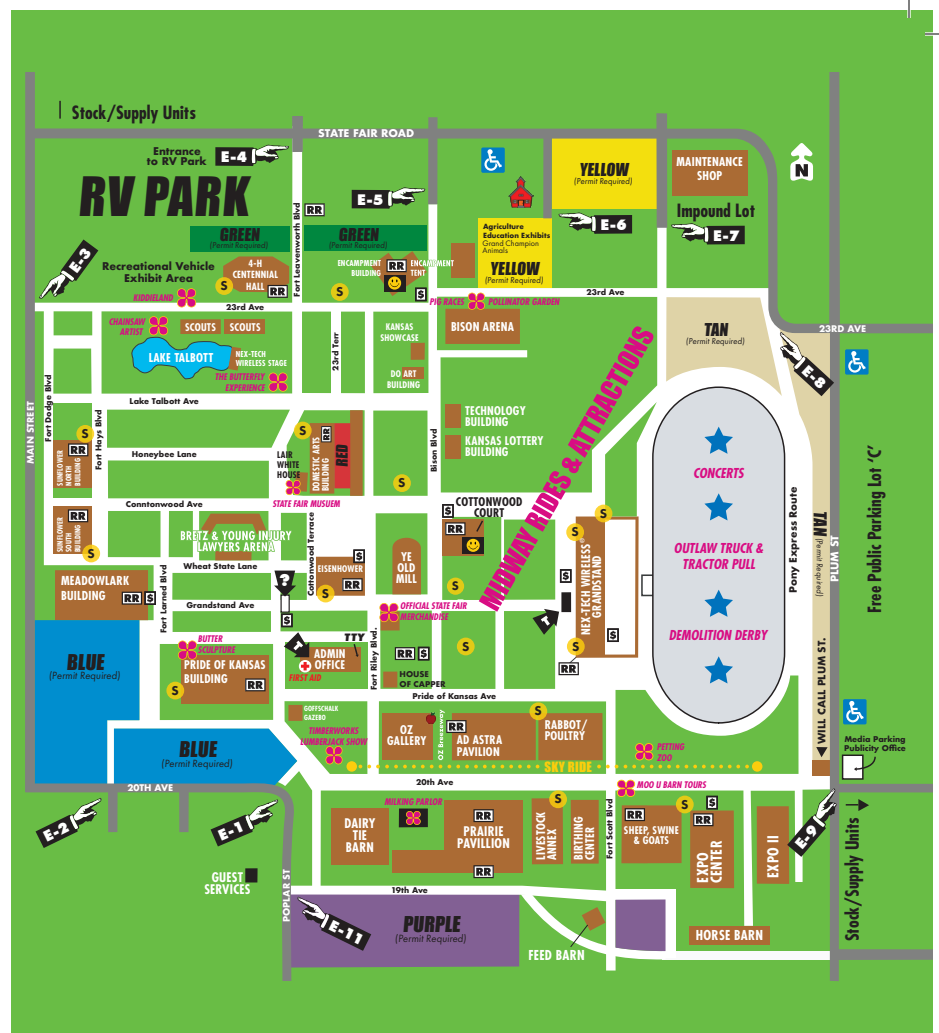 Stock/Supply Units
STATE FAIR ROAD
Entrance
to RV Park
E-4
RV PARK
E-5
RR
Fort Leavenworth Blvd
YELLOW
(Permit Required)
MAINTENANCE
SHOP
N
E-6
Impound Lot
E-7
E-3
GREEN
(Permit Required)
GREEN
(Permit Required)
Agriculture
Education Exhibits
Grand Champion
Animals
YELLOW
(Permit Required)
Recreational Vehicle
Exhibit Area
4-H
CENTENNIAL
HALL
RR
S
KIDDIELAND
ENCAMPMENT
BUILDING
RR
ENCAMPMENT
TENT
S
$
23rd Ave
23rd Ave
PIG RACES
POLLINATOR GARDEN
BISON ARENA
TAN
(Permit Required)
23RD AVE
E-8
CHAINSAW
ARTIST
SCOUTS
SCOUTS
LAKE TALBOTT
NEX-TECH
WIRELESS STAGE
THE BUTTERFLY
EXPERIENCE
23rd Terr
KANSAS
SHOWCASE
DO ART
BUILDING
MAIN STREET
Fort Dodge Blvd
Fort Hays Blvd
Lake Talbott Ave
Honeybee Lane
Bison Blvd
TECHNOLOGY
BUILDING
KANSAS LOTTERY
BUILDING
MIDWAY RIDES & ATTRACTIONS
CONCERTS
OUTLAW TRUCK &
TRACTOR PULL
DEMOLITION DERBY
Pony Express Route
TAN
(Permit Required)
PLUM ST
Free Public Parking Lot 'C'
S
SUNFLOWER
NORTH
BUILDING
RR
LAIR
WHITE
HOUSE
S
DOMESTIC ARTS
BUILDING
RR
RED
S
STATE FAIR MUSUEM
Conntonwood Ave
SUNFLOWER
SOUTH
BUILDING
RR
S
BRETZ & YOUNG INJURY
LAWYERS ARENA
Cottonwood Terrace
COTTONWOOD
COURT
$
RR
S
NEX-TECH WIRELESS®
GRANDSTAND
S
S
S
$
$
RR
T
Wheat State Lane
MEADOWLARK
BUILDING
RR
$
Fort Larned Blvd
Grandstand Ave
?
$
EISENHOWER
RR
S
$
YE
OLD
MILL
OFFICIAL STATE FAIR
MERCHANDISE
BLUE
(Permit Required)
BUTTER
SCULPTURE
PRIDE OF KANSAS
BUILDING
RR
S
T
TTY
ADMIN
OFFICE
FIRST AID
Fort Riley Blvd.
RR
$
HOUSE
OF CAPPER
S
Pride of Kansas Ave
GOFFSCHALK
GAZEBO
TIMBERWORKS
LUMBERJACK SHOW
OZ
GALLERY
OZ Breezeway
RR
AD ASTRA
PAVILION
S
RABBOT/
POULTRY
PETTING
ZOO
WILL CALL PLUM ST.
Media Parking
Publicity Office
BLUE
(Permit Required)
SKY RIDE
20TH AVE
20th Ave
MOO U BARN TOURS
E-2
E-1
E-9
Stock/Supply Units
DAIRY
TIE
BARN
MILKING PARLOR
RR
PRAIRIE
PAVILLION
RR
S
LIVESTOCK
ANNEX
BIRTHING
CENTER
Fort Scott Blvd
RR
SHEEP, SWINE
& GOATS
S
$
RR
EXPO
CENTER
EXPO II
GUEST
SERVICES
POPLAR ST
19th Ave
E-11
PURPLE
(Permit Required)
FEED BARN
HORSE BARN